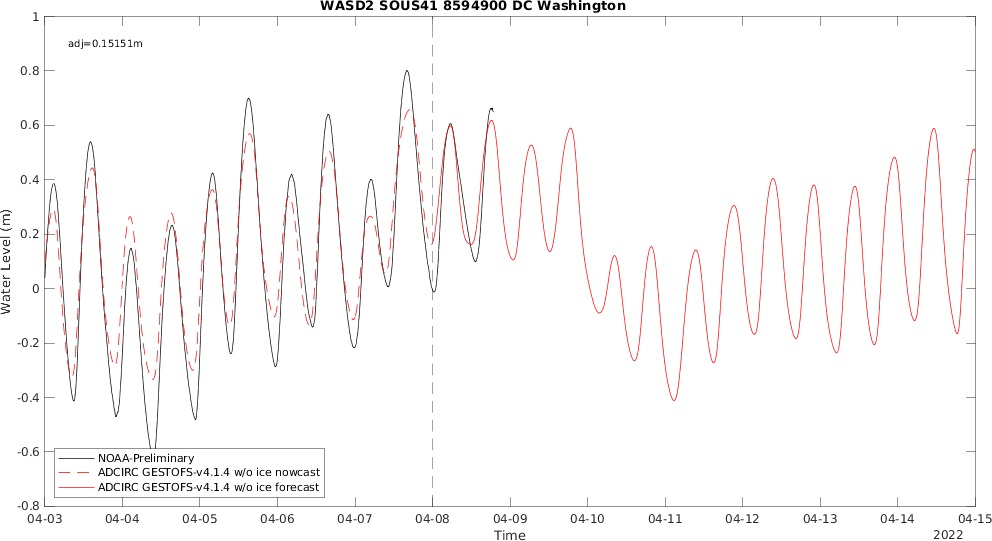 WASD2 SOUS41 8594900 DC Washington
adj=0.15151m
Water Level (m)
1
0.8
0.6
0.4
0.2
0
-0.2
-0.4
-0.6
-0.8
NOAA-Preliminary
ADCIRC GESTOFS-v4.1.4 w/o ice nowcast
ADCIRC GESTOFS-v4.1.4 w/o ice forecast
04-03 04-04 04-05 04-06 04-07 04-08 04-09 04-10 04-11 04-12 04-13 04-14 04-15
Time
2022